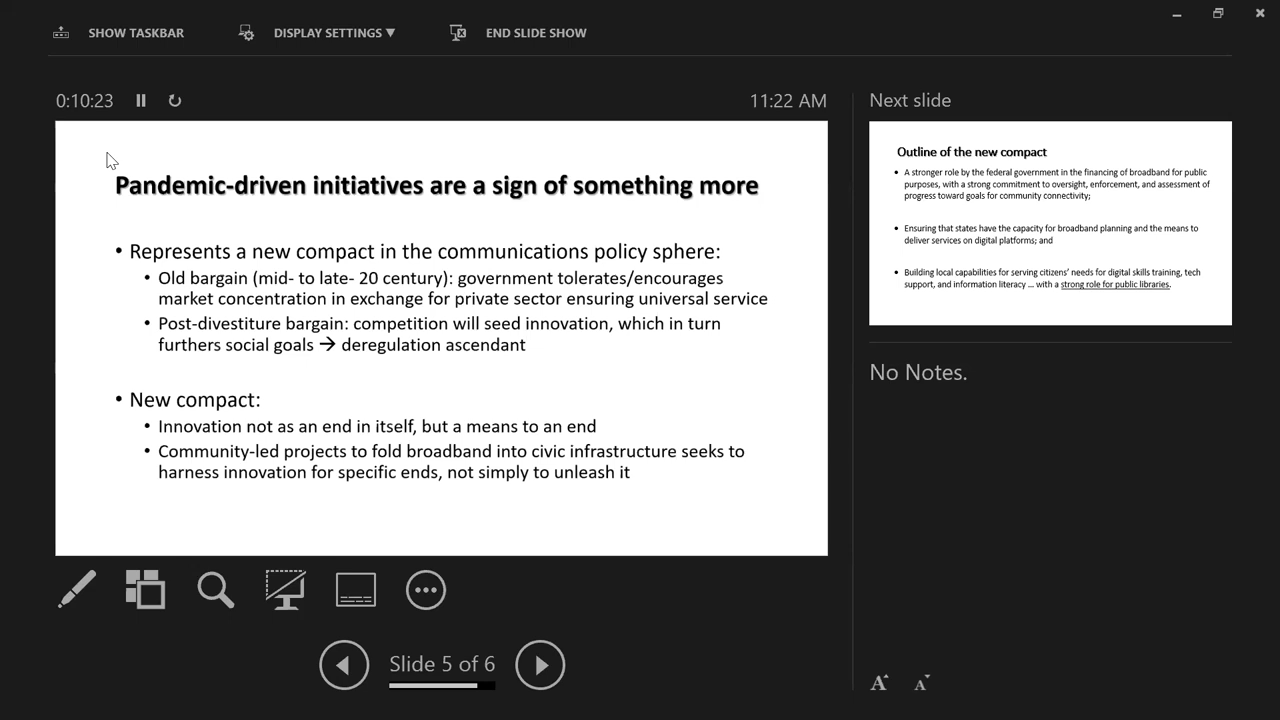 SHOW TASKBAR
DISPLAY SETTINGS ▼
END SLIDE SHOW
0:10:23
11:22 AM
Pandemic-driven initiatives are a sign of something more
• Represents a new compact in the communications policy sphere:
• Old bargain (mid- to late- 20 century): government tolerates/encourages
market concentration in exchange for private sector ensuring universal service
• Post-divestiture bargain: competition will seed innovation, which in turn
furthers social goals → deregulation ascendant
• New compact:
• Innovation not as an end in itself, but a means to an end
• Community-led projects to fold broadband into civic infrastructure seeks to
harness innovation for specific ends, not simply to unleash it
Slide 5 of 6
Next slide
Outline of the new compact
• A stronger role by the federal government in the financing of broadband for public
purposes, with a strong commitment to oversight, enforcement, and assessment of
progress toward goals for community connectivity;
• Ensuring that states have the capacity for broadband planning and the means to
deliver services on digital platforms; and
• Building local capabilities for serving citizens' needs for digital skills training, tech
support, and information literacy ... with a strong role for public libraries.
No Notes.
A A